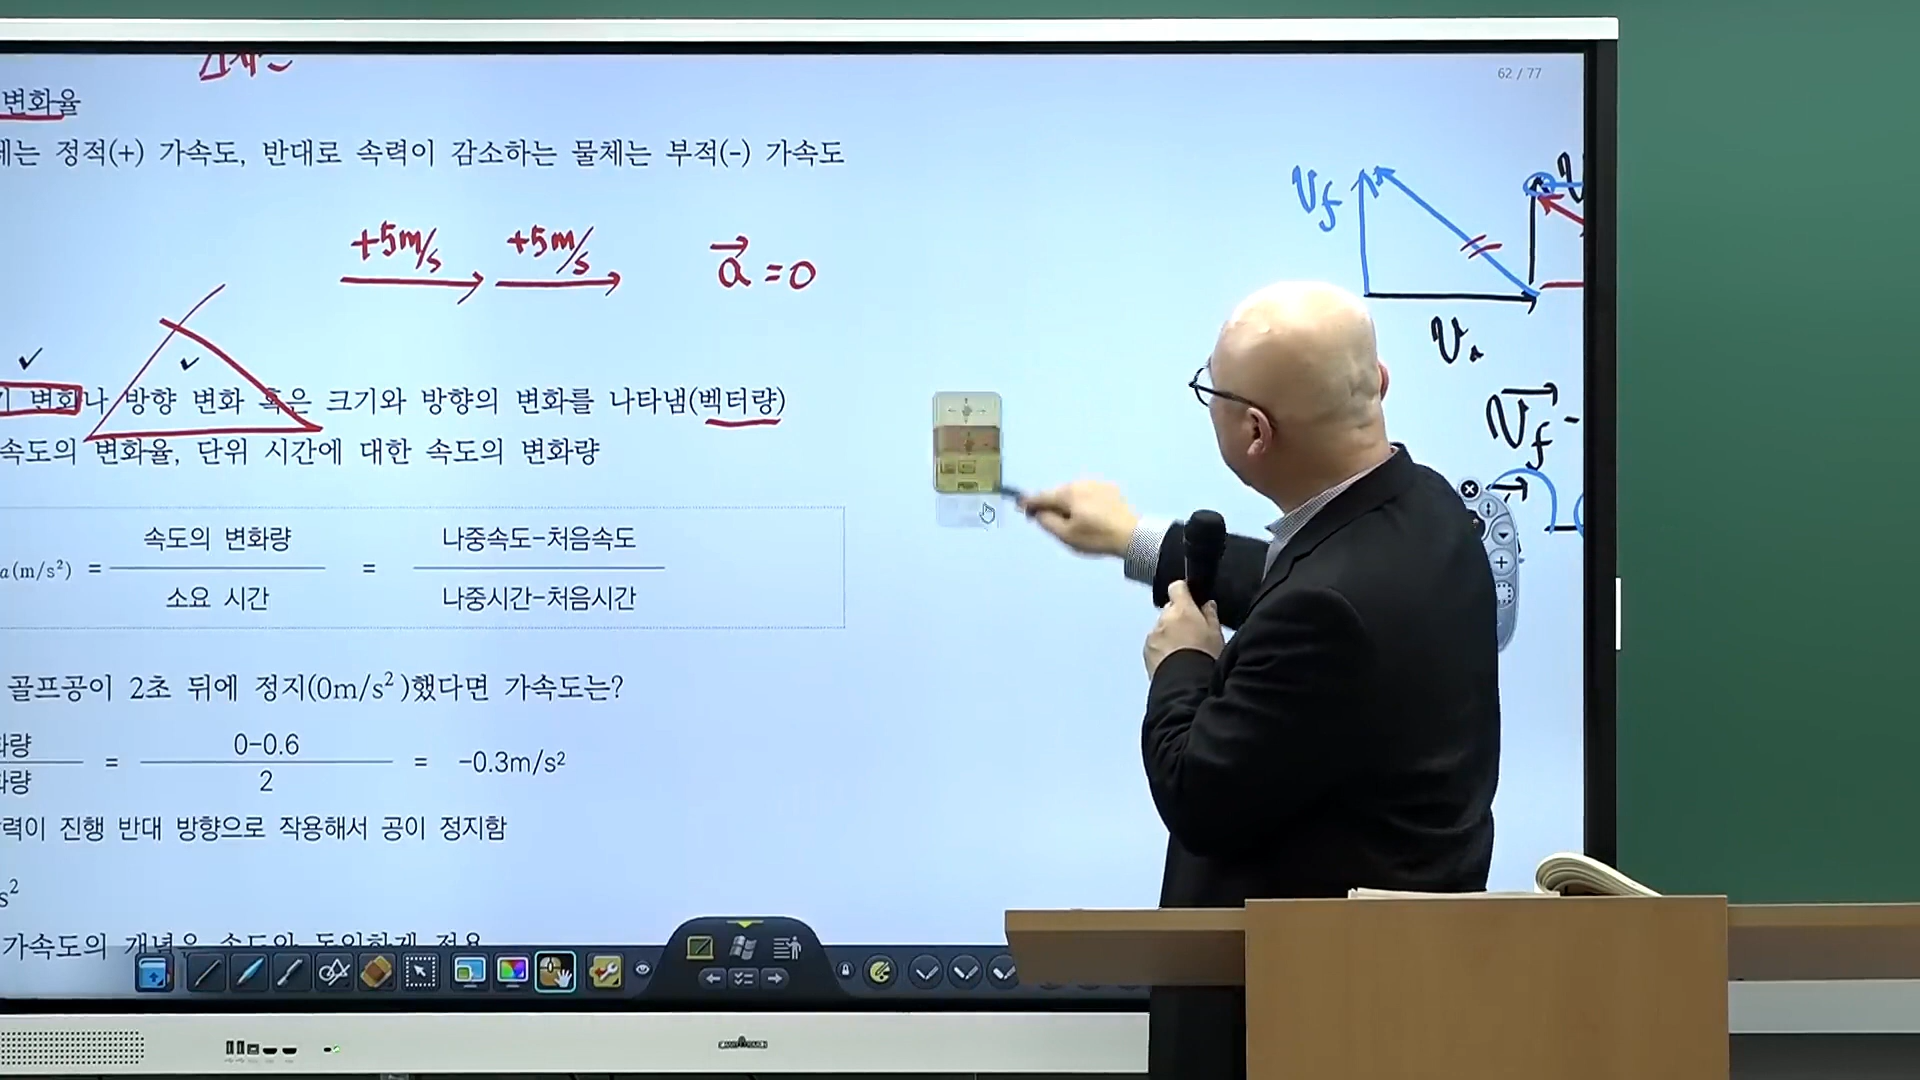 62 / 77
변화율
체는 정적(+) 가속도, 반대로 속력이 감소하는 물체는 부적(-) 가속도
+5m/s +5m/s a=0
Vf
기 변화나 방향 변화 혹은 크기와 방향의 변화를 나타냄(벡터량)
속도의 변화율, 단위 시간에 대한 속도의 변화량
Vf -
a(m/s²) = 속도의 변화량 = 나중속도-처음속도
소요 시간 나중시간-처음시간
골프공이 2초 뒤에 정지(0m/s²)했다면 가속도는?
화량 = 0-0.6 = -0.3m/s²
화량 2
력이 진행 반대 방향으로 작용해서 공이 정지함
s²
가속도의 개념은 속도와 동일하게 적용